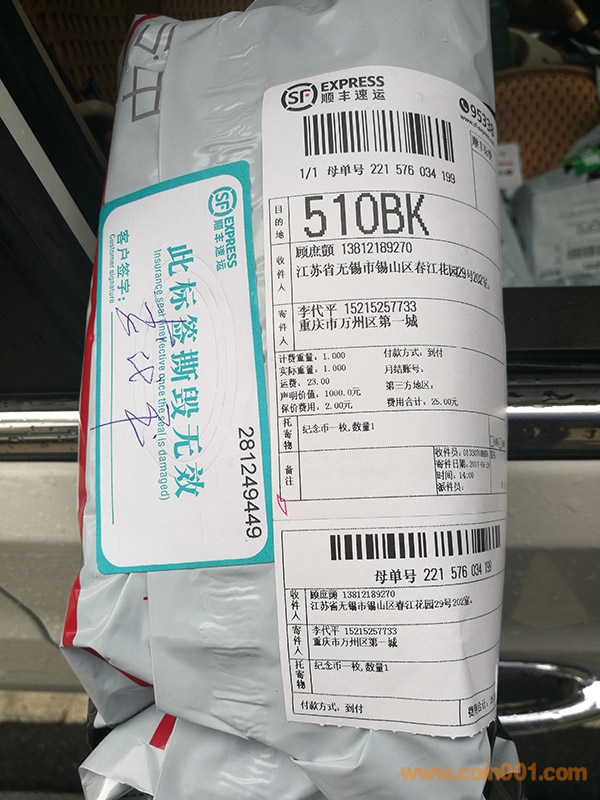 SF EXPRESS
顺丰速运
1/1 母单号 221 576 034 199
目的地
510BK
收件人
顾庶颤 13812189270
江苏省无锡市锡山区春江花园29号202室。
寄件人
李代平 15215257733
重庆市万州区第一城
计费重量: 1.000
付款方式: 到付
实际重量: 1.000
月结账号:
运费: 23.00
第三方地区:
声明价值: 1000.0元
保价费用: 2.00元
费用合计: 25.00元
托寄物
纪念币一枚,数量1
备注
收件员:
寄件日期:
时间: 14:00
派件员:
母单号 221 576 034 199
收件人
顾庶颤 13812189270
江苏省无锡市锡山区春江花园29号202室。
寄件人
李代平 15215257733
重庆市万州区第一城
托寄物
纪念币一枚,数量1
付款方式: 到付
费用合计:
SF EXPRESS
顺丰速运
此标签撕毁无效
Insurance seal(ineffective once the seal is damaged)
客户签字:
Customer signature
李代平
281249449
www.coin001.com